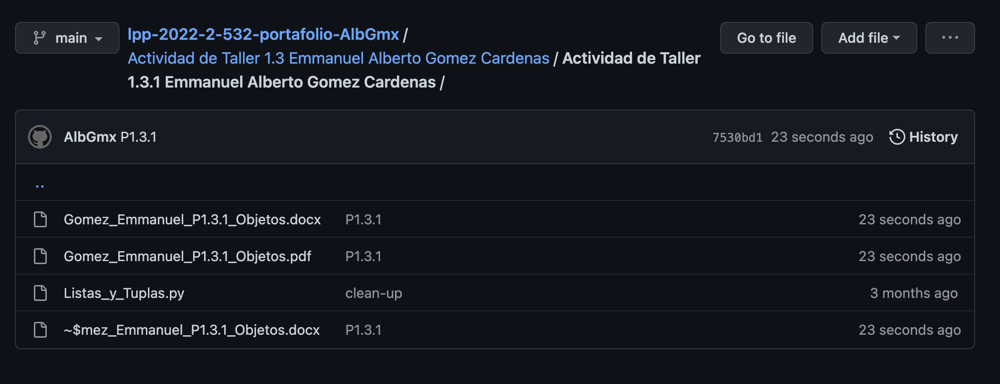 main
lpp-2022-2-532-portafolio-AlbGmx /
Actividad de Taller 1.3 Emmanuel Alberto Gomez Cardenas / Actividad de Taller
1.3.1 Emmanuel Alberto Gomez Cardenas /
Go to file
Add file
...
AlbGmx P1.3.1 7530bd1 23 seconds ago History
..
Gomez_Emmanuel_P1.3.1_Objetos.docx P1.3.1 23 seconds ago
Gomez_Emmanuel_P1.3.1_Objetos.pdf P1.3.1 23 seconds ago
Listas_y_Tuplas.py clean-up 3 months ago
~$mez_Emmanuel_P1.3.1_Objetos.docx P1.3.1 23 seconds ago